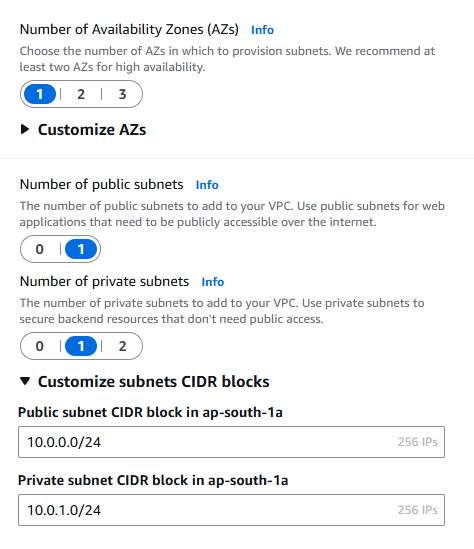 Number of Availability Zones (AZs) Info
Choose the number of AZs in which to provision subnets. We recommend at
least two AZs for high availability.
1 2 3
Customize AZs
Number of public subnets Info
The number of public subnets to add to your VPC. Use public subnets for web
applications that need to be publicly accessible over the internet.
0 1
Number of private subnets Info
The number of private subnets to add to your VPC. Use private subnets to
secure backend resources that don't need public access.
0 1 2
Customize subnets CIDR blocks
Public subnet CIDR block in ap-south-1a
10.0.0.0/24 256 IPs
Private subnet CIDR block in ap-south-1a
10.0.1.0/24 256 IPs